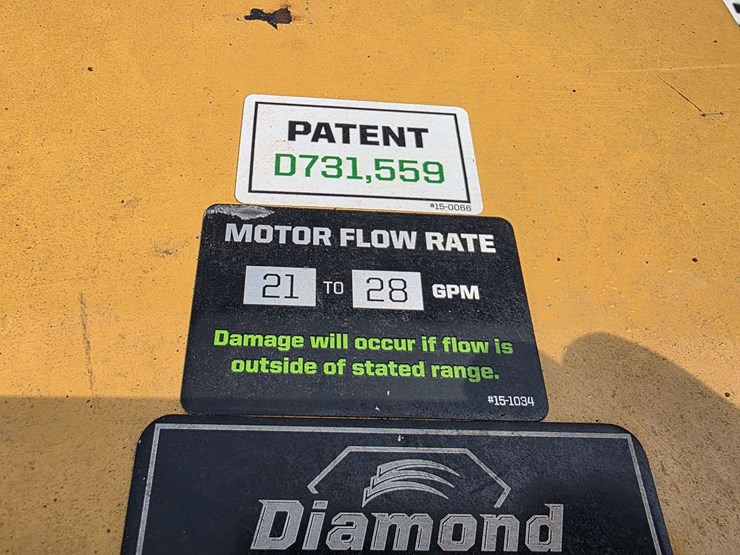 PATENT
D731,559
#15-0066
MOTOR FLOW RATE
21 TO 28 GPM
Damage will occur if flow is
outside of stated range.
#15-1034
Diamond